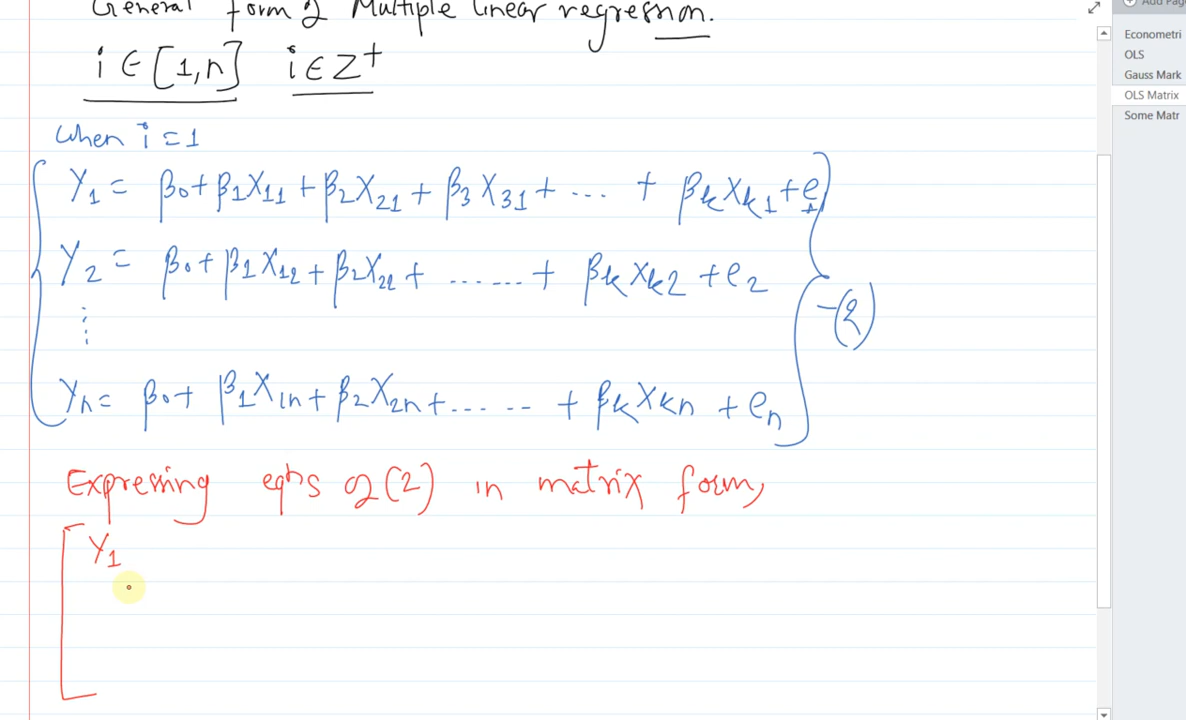 General form of Multiple linear regression.
i ∈ [1,n] i ∈ Z+
When i = 1
Y1 = β0 + β1X11 + β2X21 + β3X31 + ... + βkXk1 + e1
Y2 = β0 + β1X12 + β2X22 + ...... + βkXk2 + e2
⋮
-(2)
Yn = β0 + β1X1n + β2X2n + ...... + βkXkn + en
Expressing eqns of (2) in matrix form,
[Y1
Add Pag
Econometri
OLS
Gauss Mark
OLS Matrix
Some Matr